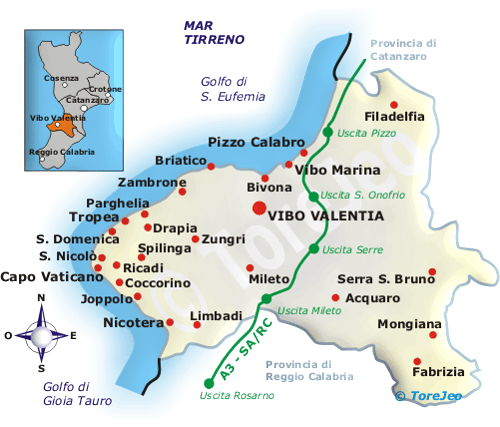 MAR
TIRRENO
Golfo di
S. Eufemia
Provincia di
Catanzaro
Cosenza
Crotone
Catanzaro
Vibo Valentia
Reggio Calabria
Filadelfia
Uscita Pizzo
Pizzo Calabro
Briatico
Vibo Marina
Zambrone
Bivona
Uscita S. Onofrio
Parghelia
Tropea
VIBO VALENTIA
Drapia
S. Domenica
Zungri
Spilinga
Uscita Serre
S. Nicolò
Ricadi
Capo Vaticano
Mileto
Serra S. Bruno
Coccorino
Joppolo
Acquaro
Uscita Mileto
Limbadi
Nicotera
Mongiana
A3 - SA/RC
N
O
E
S
Provincia di
Reggio Calabria
Fabrizia
Golfo di
Gioia Tauro
Uscita Rosarno
© ToreJeo
© ToreJeo